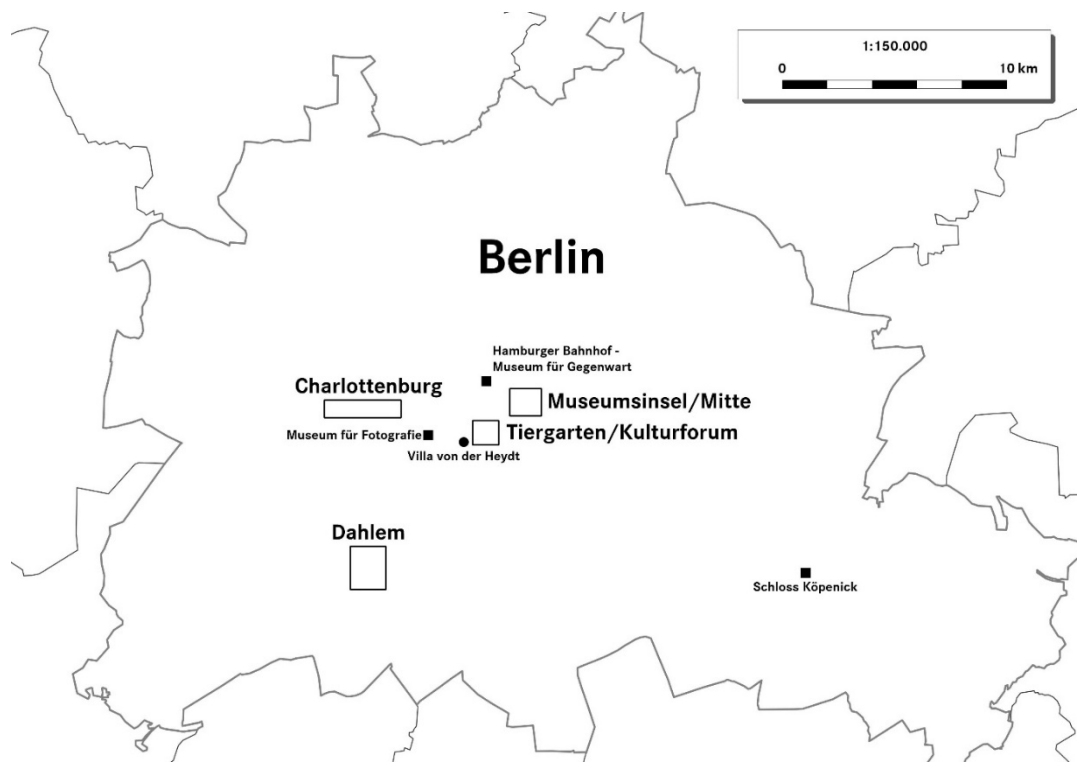 1:150.000
0
10 km
Berlin
Hamburger Bahnhof -
Museum für Gegenwart
Charlottenburg
Museumsinsel/Mitte
Museum für Fotografie
Tiergarten/Kulturforum
Villa von der Heydt
Dahlem
Schloss Köpenick